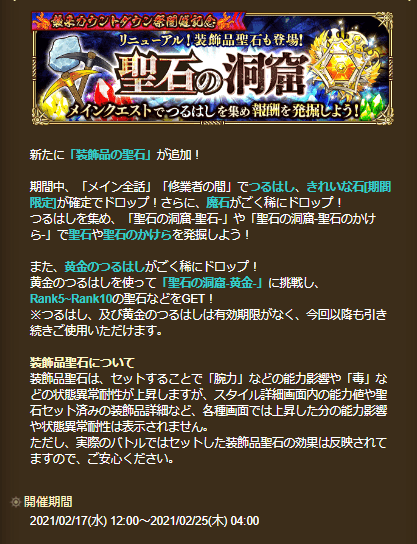 襲来カウントダウン祭開催記念
リニューアル！装飾品聖石も登場！
聖石の洞窟
メインクエストでつるはしを集め報酬を発掘しよう！
新たに「装飾品の聖石」が追加！
期間中、「メイン全話」「修業者の間」でつるはし、きれいな石[期間
限定]が確定でドロップ！さらに、魔石がごく稀にドロップ！
つるはしを集め、「聖石の洞窟-聖石-」や「聖石の洞窟-聖石のかけ
ら-」で聖石や聖石のかけらを発掘しよう！
また、黄金のつるはしがごく稀にドロップ！
黄金のつるはしを使って「聖石の洞窟-黄金-」に挑戦し、
Rank5~Rank10の聖石などをGET！
※つるはし、及び黄金のつるはしは有効期限がなく、今回以降も引き
続きご使用いただけます。
装飾品聖石について
装飾品聖石は、セットすることで「腕力」などの能力影響や「毒」な
どの状態異常耐性が上昇しますが、スタイル詳細画面内の能力値や聖
石セット済みの装飾品詳細など、各種画面では上昇した分の能力影響
や状態異常耐性は表示されません。
ただし、実際のバトルではセットした装飾品聖石の効果は反映されて
ますので、ご安心ください。
開催期間
2021/02/17(水) 12:00～2021/02/25(木) 04:00